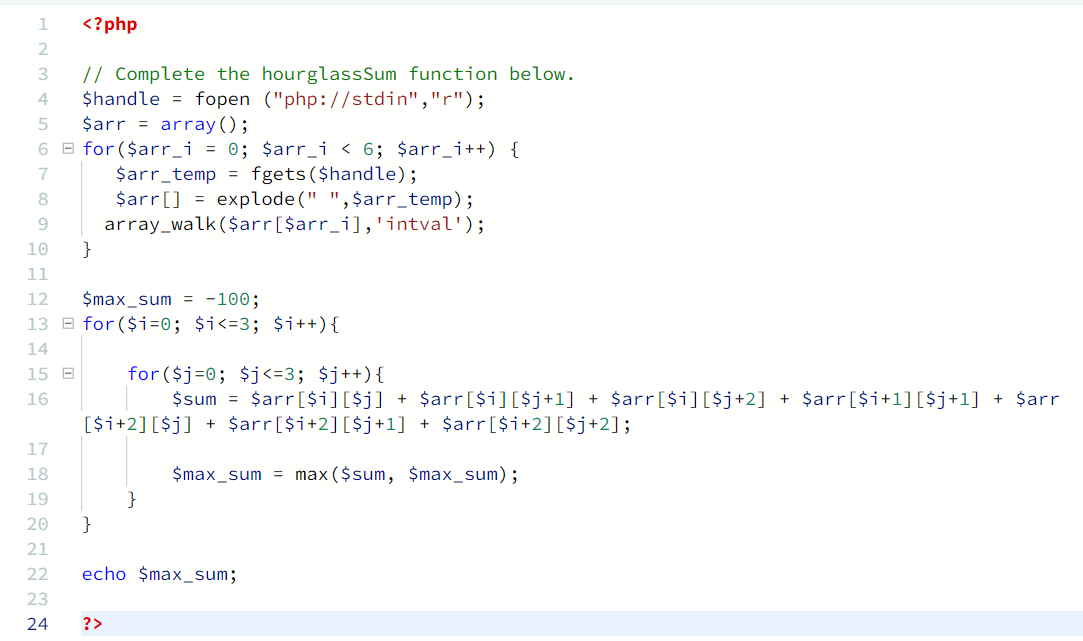 1 <?php
2
3 // Complete the hourglassSum function below.
4 $handle = fopen ("php://stdin","r");
5 $arr = array();
6 for($arr_i = 0; $arr_i < 6; $arr_i++) {
7    $arr_temp = fgets($handle);
8    $arr[] = explode(" ",$arr_temp);
9   array_walk($arr[$arr_i],'intval');
10 }
11
12 $max_sum = -100;
13 for($i=0; $i<=3; $i++){
14
15     for($j=0; $j<=3; $j++){
16         $sum = $arr[$i][$j] + $arr[$i][$j+1] + $arr[$i][$j+2] + $arr[$i+1][$j+1] + $arr
[$i+2][$j] + $arr[$i+2][$j+1] + $arr[$i+2][$j+2];
17
18         $max_sum = max($sum, $max_sum);
19     }
20 }
21
22 echo $max_sum;
23
24 ?>